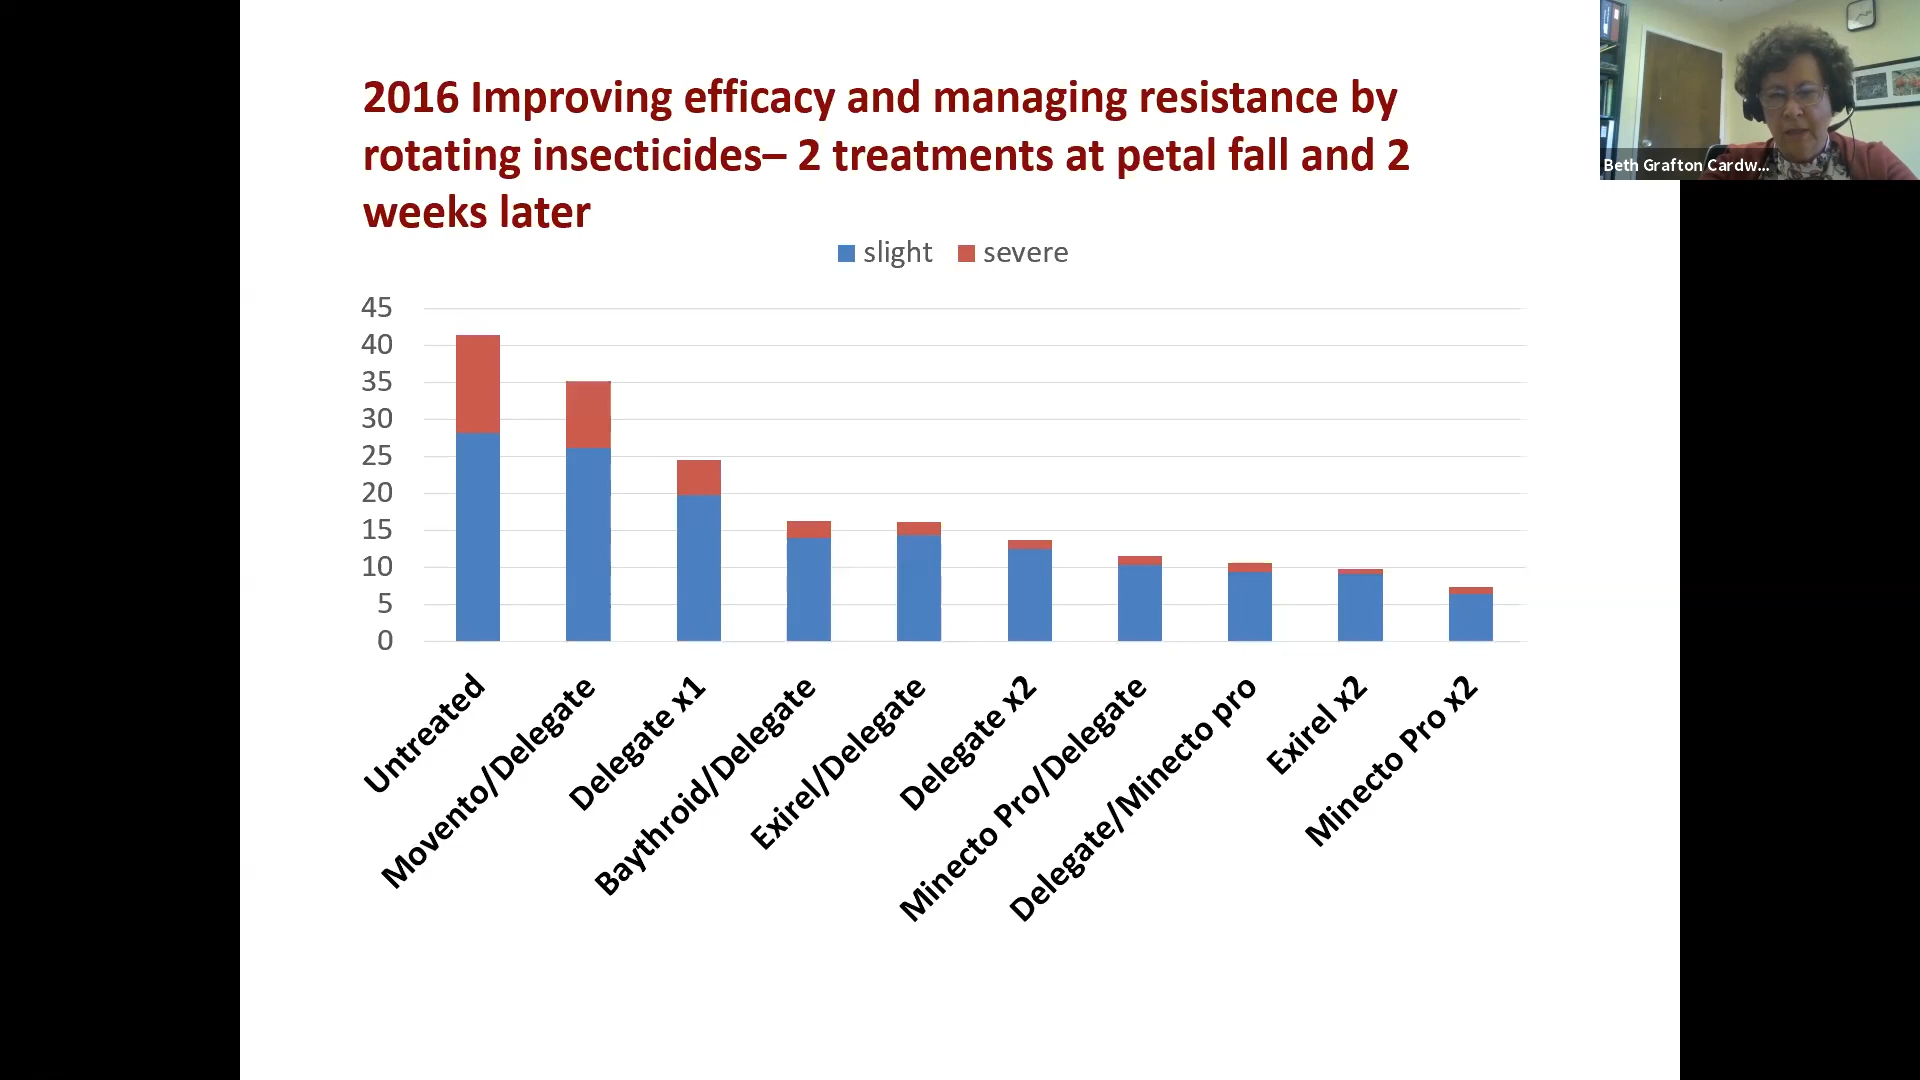 2016 Improving efficacy and managing resistance by
rotating insecticides– 2 treatments at petal fall and 2
weeks later
Beth Grafton Cardw...
slight severe
45
40
35
30
25
20
15
10
5
0
Untreated
Movento/Delegate
Delegate x1
Baythroid/Delegate
Exirel/Delegate
Delegate x2
Minecto Pro/Delegate
Delegate/Minecto pro
Exirel x2
Minecto Pro x2